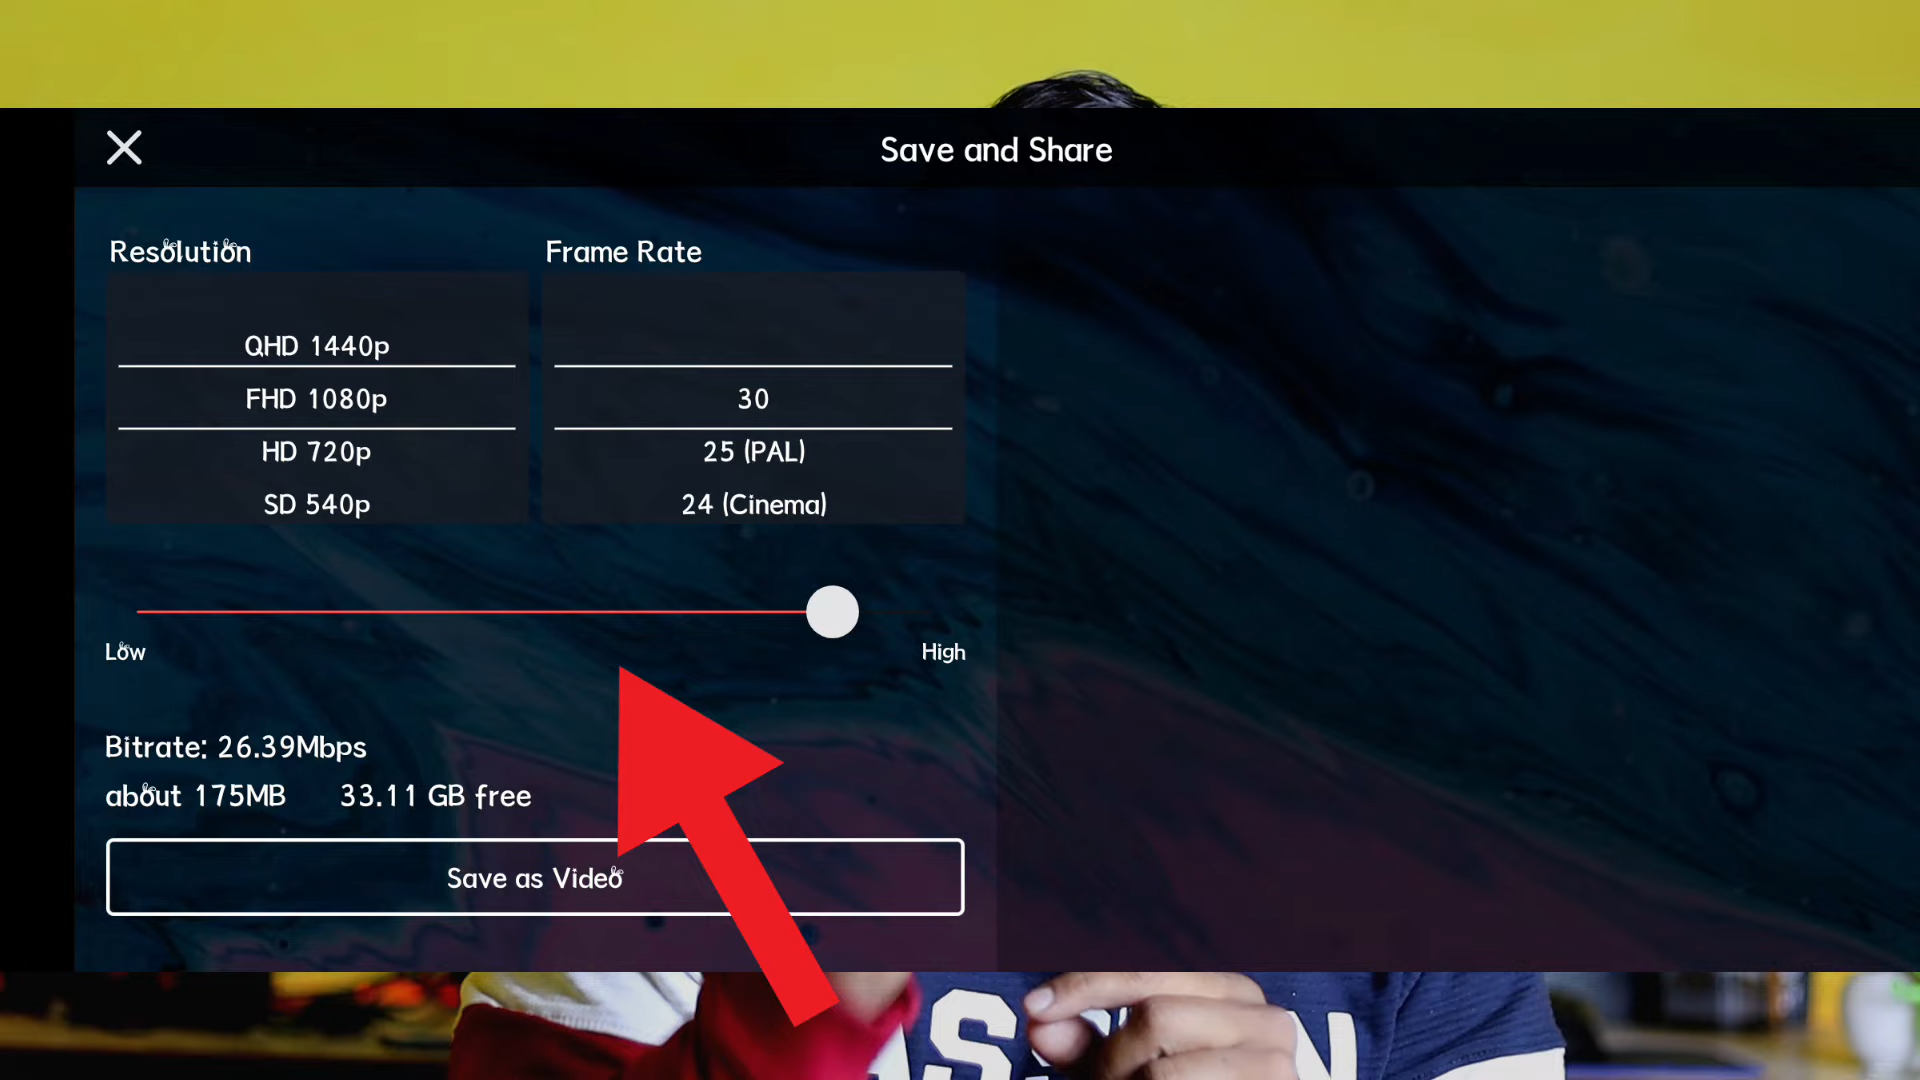 Save and Share
Resolution
Frame Rate
QHD 1440p
FHD 1080p
30
HD 720p
25 (PAL)
SD 540p
24 (Cinema)
Low
High
Bitrate: 26.39Mbps
about 175MB 33.11 GB free
Save as Video